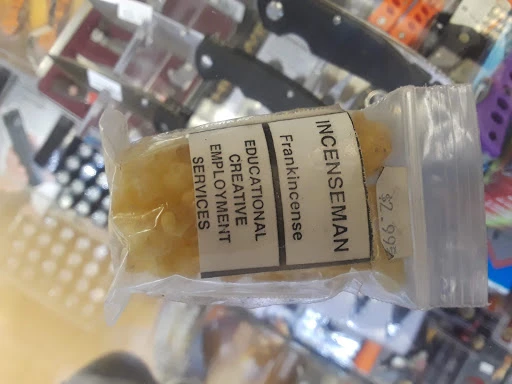 INCENSEMAN
Frankincense
EDUCATIONAL
CREATIVE
EMPLOYMENT
SERVICES
$2.99